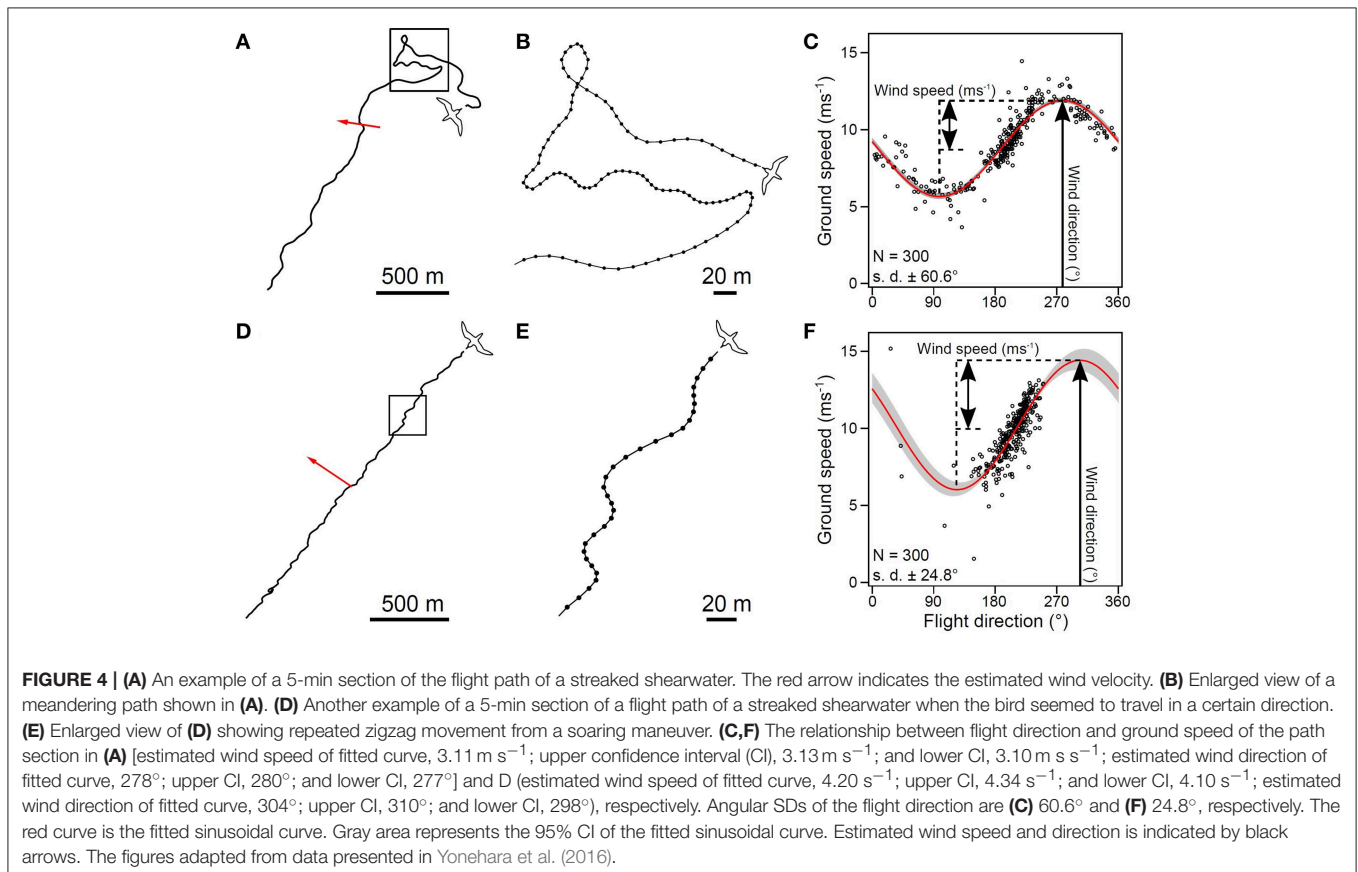 A
B
C
15
10
5
0
Ground speed (ms⁻¹)
Wind speed (ms⁻¹)
Wind direction (°)
N = 300
s. d. ± 60.6°
0 90 180 270 360
500 m
20 m
D
E
F
15
10
5
0
Ground speed (ms⁻¹)
Wind speed (ms⁻¹)
Wind direction (°)
N = 300
s. d. ± 24.8°
0 90 180 270 360
Flight direction (°)
500 m
20 m
FIGURE 4 | (A) An example of a 5-min section of the flight path of a streaked shearwater. The red arrow indicates the estimated wind velocity. (B) Enlarged view of a
meandering path shown in (A). (D) Another example of a 5-min section of a flight path of a streaked shearwater when the bird seemed to travel in a certain direction.
(E) Enlarged view of (D) showing repeated zigzag movement from a soaring maneuver. (C,F) The relationship between flight direction and ground speed of the path
section in (A) [estimated wind speed of fitted curve, 3.11 m s⁻¹; upper confidence interval (CI), 3.13 m s⁻¹; and lower CI, 3.10 m s s⁻¹; estimated wind direction of
fitted curve, 278°; upper CI, 280°; and lower CI, 277°] and D (estimated wind speed of fitted curve, 4.20 s⁻¹; upper CI, 4.34 s⁻¹; and lower CI, 4.10 s⁻¹; estimated
wind direction of fitted curve, 304°; upper CI, 310°; and lower CI, 298°), respectively. Angular SDs of the flight direction are (C) 60.6° and (F) 24.8°, respectively. The
red curve is the fitted sinusoidal curve. Gray area represents the 95% CI of the fitted sinusoidal curve. Estimated wind speed and direction is indicated by black
arrows. The figures adapted from data presented in Yonehara et al. (2016).